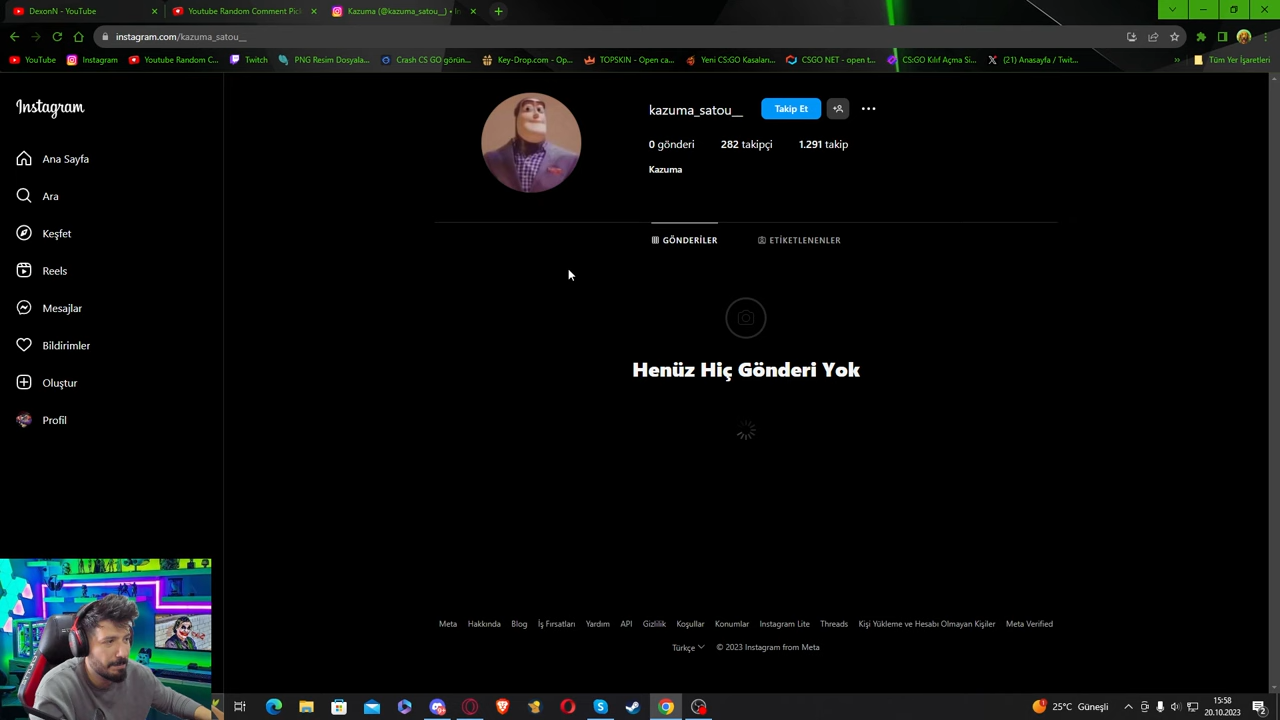 DexonN - YouTube
Youtube Random Comment Pick
Kazuma (@kazuma_satou__) • In
instagram.com/kazuma_satou__
YouTube
Instagram
Youtube Random C...
Twitch
PNG Resim Dosyala...
Crash CS GO görün...
Key-Drop.com - Op...
TOPSKIN - Open ca...
Yeni CS:GO Kasaları...
CSGO NET - open t...
CS:GO Kılıf Açma Si...
(21) Anasayfa / Twit...
»
Tüm Yer İşaretleri
Instagram
Ana Sayfa
Ara
Keşfet
Reels
Mesajlar
Bildirimler
Oluştur
Profil
kazuma_satou__
Takip Et
0 gönderi 282 takipçi 1.291 takip
Kazuma
GÖNDERİLER
ETİKETLENENLER
Henüz Hiç Gönderi Yok
Meta Hakkında Blog İş Fırsatları Yardım API Gizlilik Koşullar Konumlar Instagram Lite Threads Kişi Yükleme ve Hesabı Olmayan Kişiler Meta Verified
Türkçe © 2023 Instagram from Meta
25°C Güneşli
15:58
20.10.2023
2